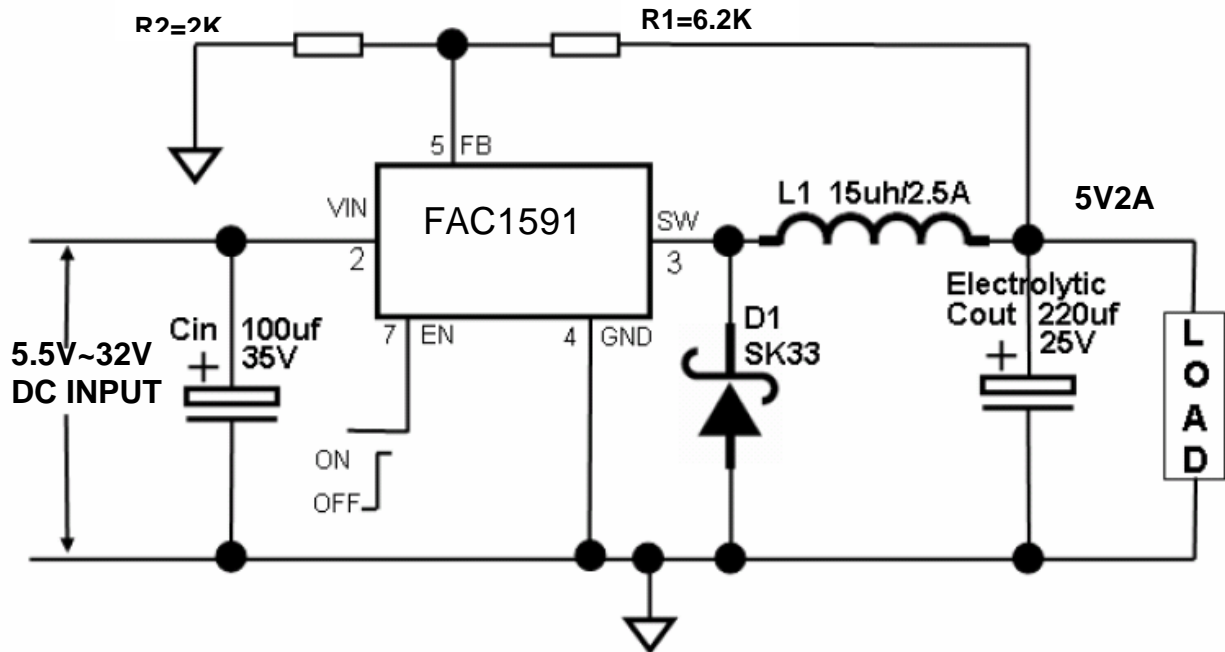 R2=2K
R1=6.2K
5 FB
VIN
FAC1591
SW
L1 15uh/2.5A
5V2A
2
3
Electrolytic
Cin 100uf
35V
7 EN
4 GND
D1
SK33
Cout 220uf
25V
+
+
5.5V~32V
DC INPUT
L
O
A
D
ON
OFF